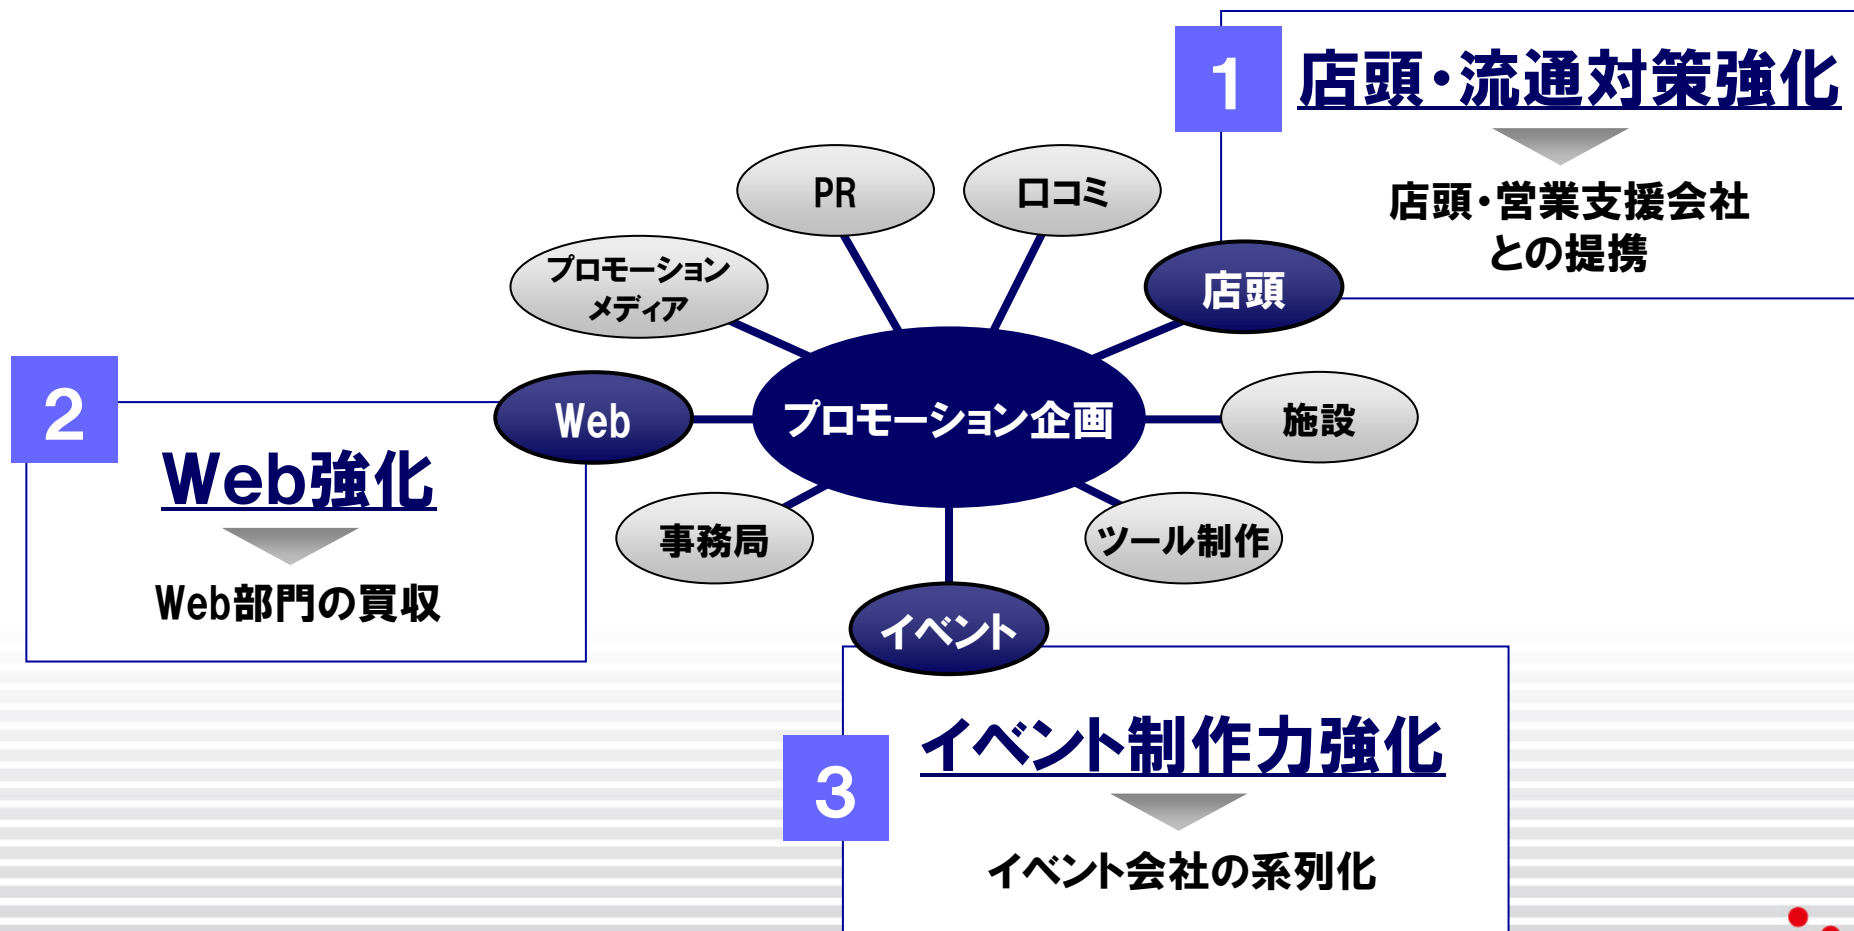 1
店頭・流通対策強化
店頭・営業支援会社
との提携
PR
口コミ
プロモーション
メディア
店頭
Web
プロモーション企画
施設
事務局
ツール制作
イベント
2
Web強化
Web部門の買収
3
イベント制作力強化
イベント会社の系列化